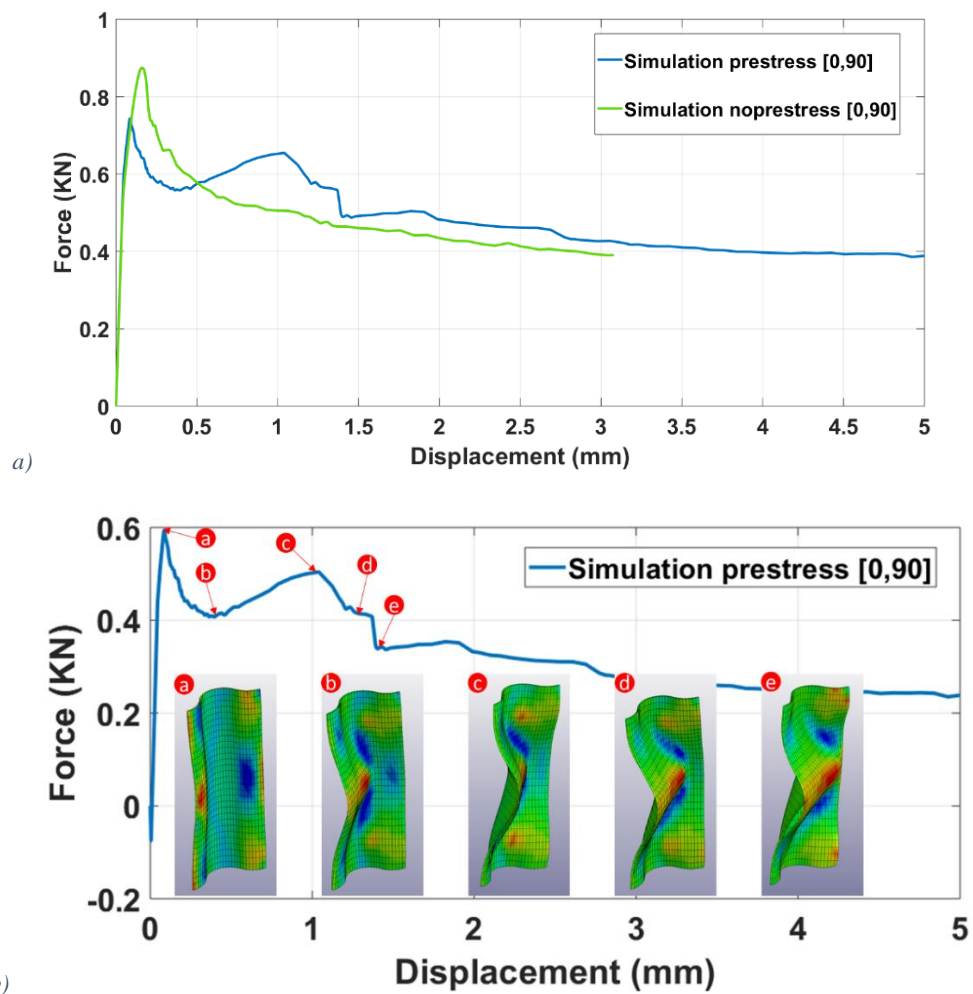 1
0.8
0.6
0.4
0.2
0
Force (KN)
Simulation prestress [0,90]
Simulation noprestress [0,90]
0 0.5 1 1.5 2 2.5 3 3.5 4 4.5 5
Displacement (mm)
a)
0.6
0.4
0.2
0
-0.2
Force (KN)
a
b
c
d
e
Simulation prestress [0,90]
a b c d e
0 1 2 3 4 5
Displacement (mm)